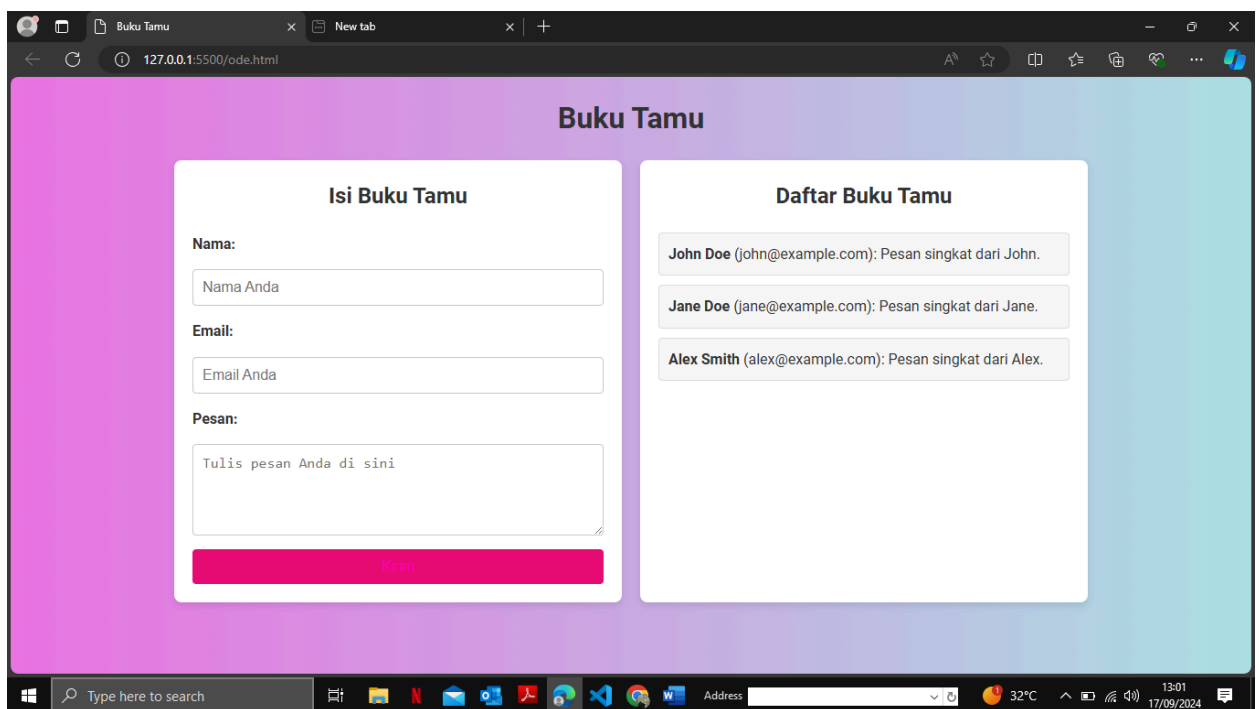 Buku Tamu
New tab
127.0.0.1:5500/ode.html
Buku Tamu
Isi Buku Tamu
Nama:
Nama Anda
Email:
Email Anda
Pesan:
Tulis pesan Anda di sini
Kirim
Daftar Buku Tamu
John Doe (john@example.com): Pesan singkat dari John.
Jane Doe (jane@example.com): Pesan singkat dari Jane.
Alex Smith (alex@example.com): Pesan singkat dari Alex.
Type here to search
Address
1
32°C
13:01
17/09/2024